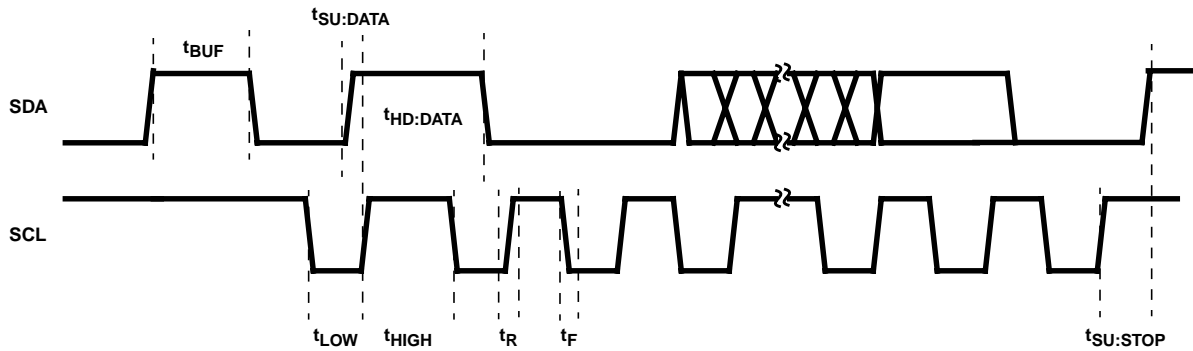 tSU:DATA
tBUF
SDA
tHD:DATA
SCL
tLOW tHIGH tR tF tSU:STOP